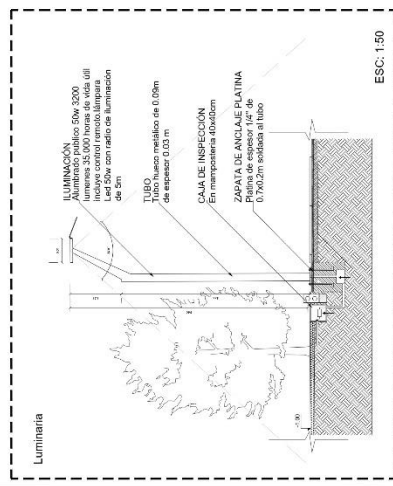 Luminaria
ILUMINACIÓN
Alumbrado publico 50w 3200
lumenes 35.000 horas de vida útil
incluye control remoto.lámpara
Led 50w con radio de iluminación
de 5m
TUBO
Tubo hueco metálico de 0.09m
de espesor 0.03 m
CAJA DE INSPECCIÓN
En mampostería 40x40cm
ZAPATA DE ANCLAJE PLATINA
Platina de espesor 1/4" de
0.7x0.2m soldada al tubo
-1.00
ESC: 1:50